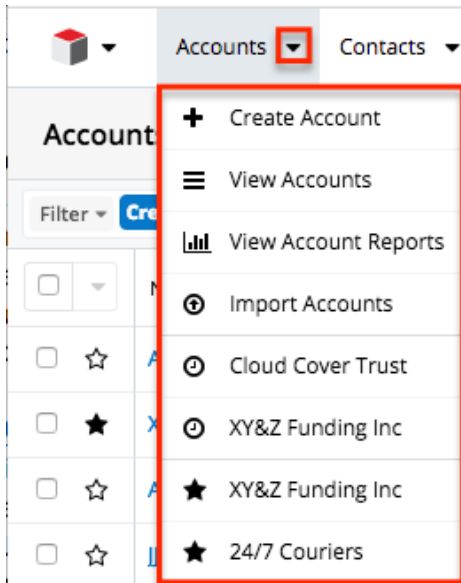 Accounts Contacts
Create Account
Account
View Accounts
Filter Cre
View Account Reports
N
Import Accounts
A Cloud Cover Trust
X XY&Z Funding Inc
A XY&Z Funding Inc
24/7 Couriers